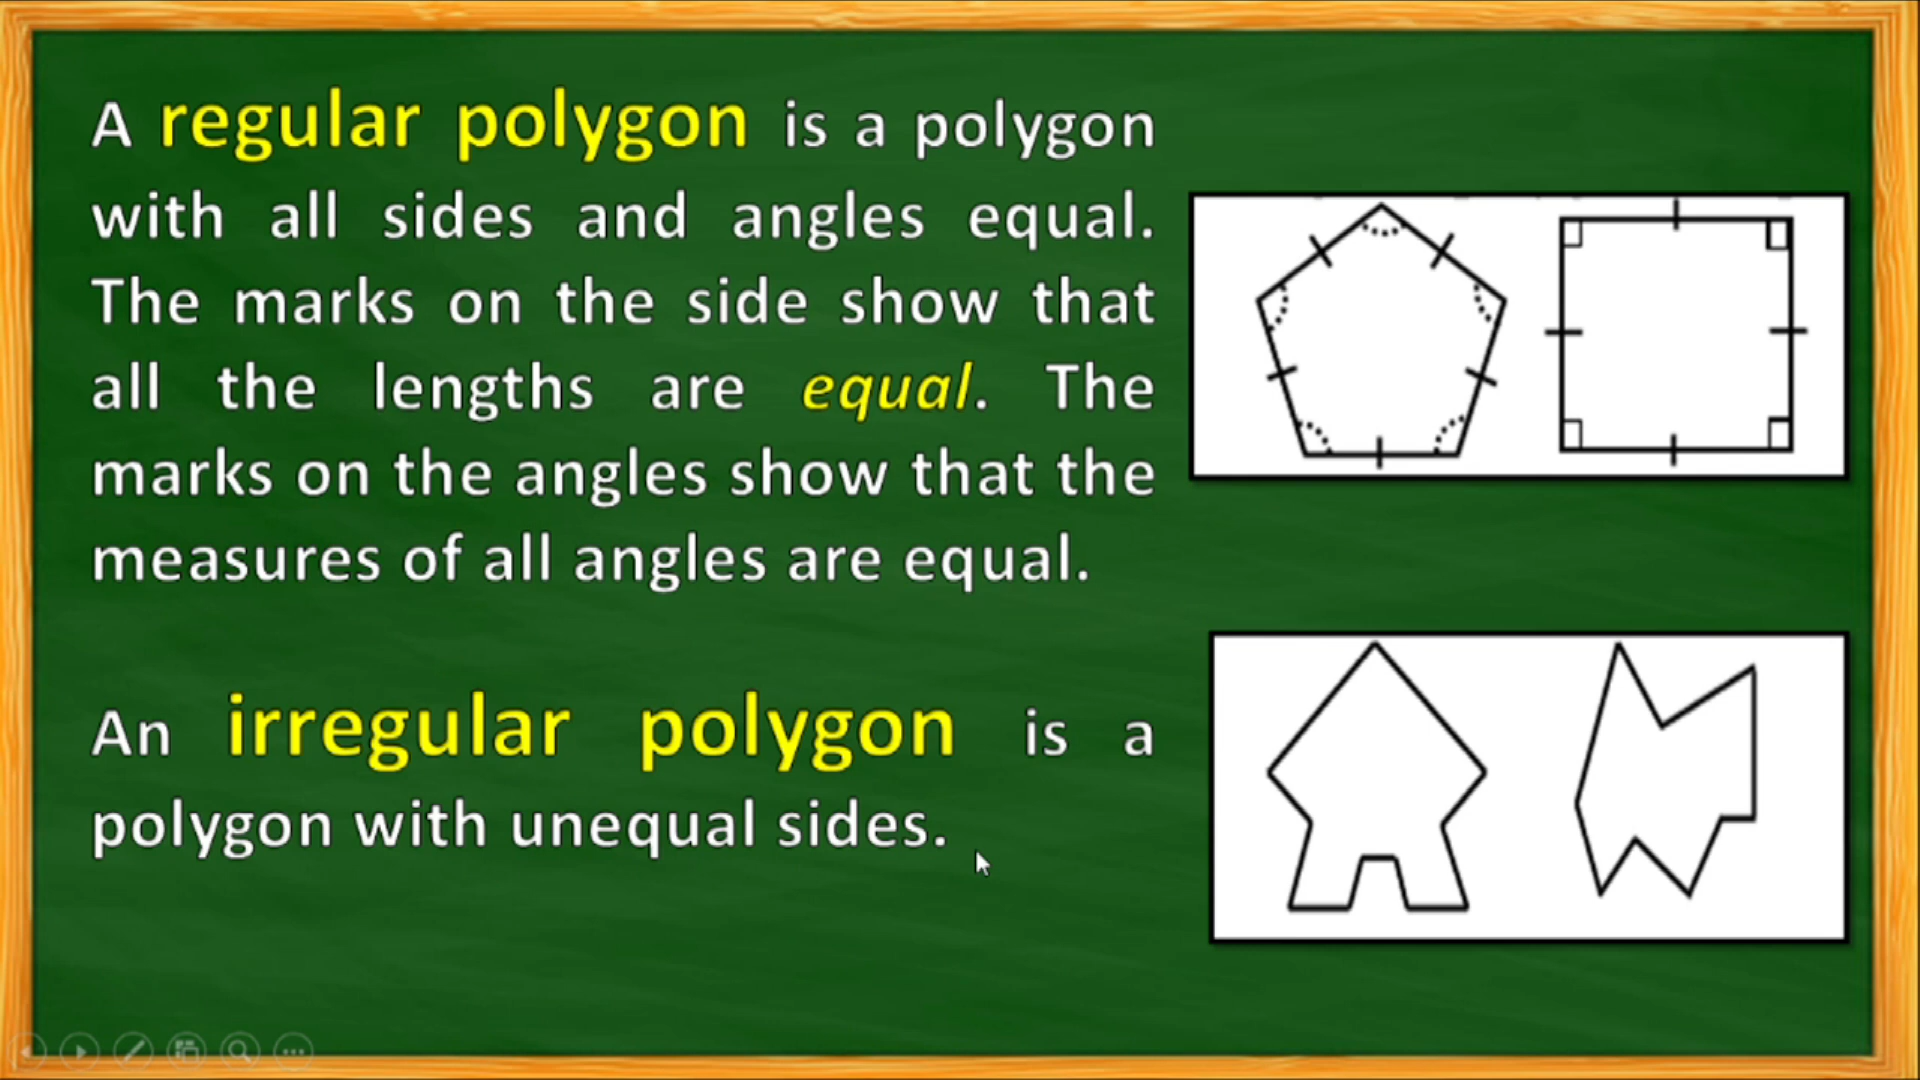 A regular polygon is a polygon
with all sides and angles equal.
The marks on the side show that
all the lengths are equal. The
marks on the angles show that the
measures of all angles are equal.
An irregular polygon is a
polygon with unequal sides.